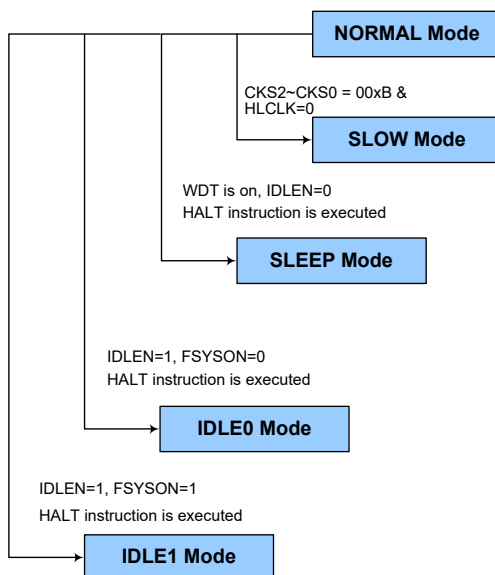 NORMAL Mode
CKS2~CKS0 = 00xB &
HLCLK=0
SLOW Mode
WDT is on, IDLEN=0
HALT instruction is executed
SLEEP Mode
IDLEN=1, FSYSON=0
HALT instruction is executed
IDLE0 Mode
IDLEN=1, FSYSON=1
HALT instruction is executed
IDLE1 Mode